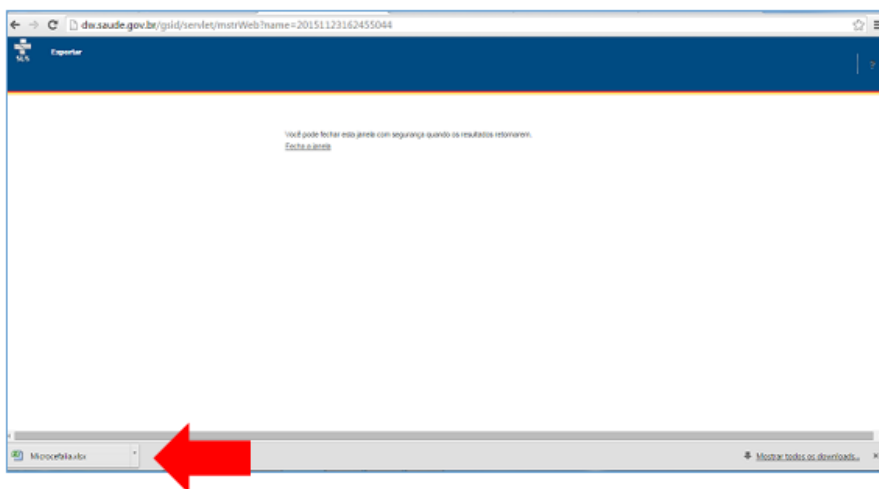 dw.saude.gov.br/gsid/servlet/mstrWeb?name=20151123162455044
SUS
Exportar
?
Você pode fechar esta janela com segurança quando os resultados retornarem.
Fecha a janela
Microcefalia.xlsx
Mostrar todos os downloads...